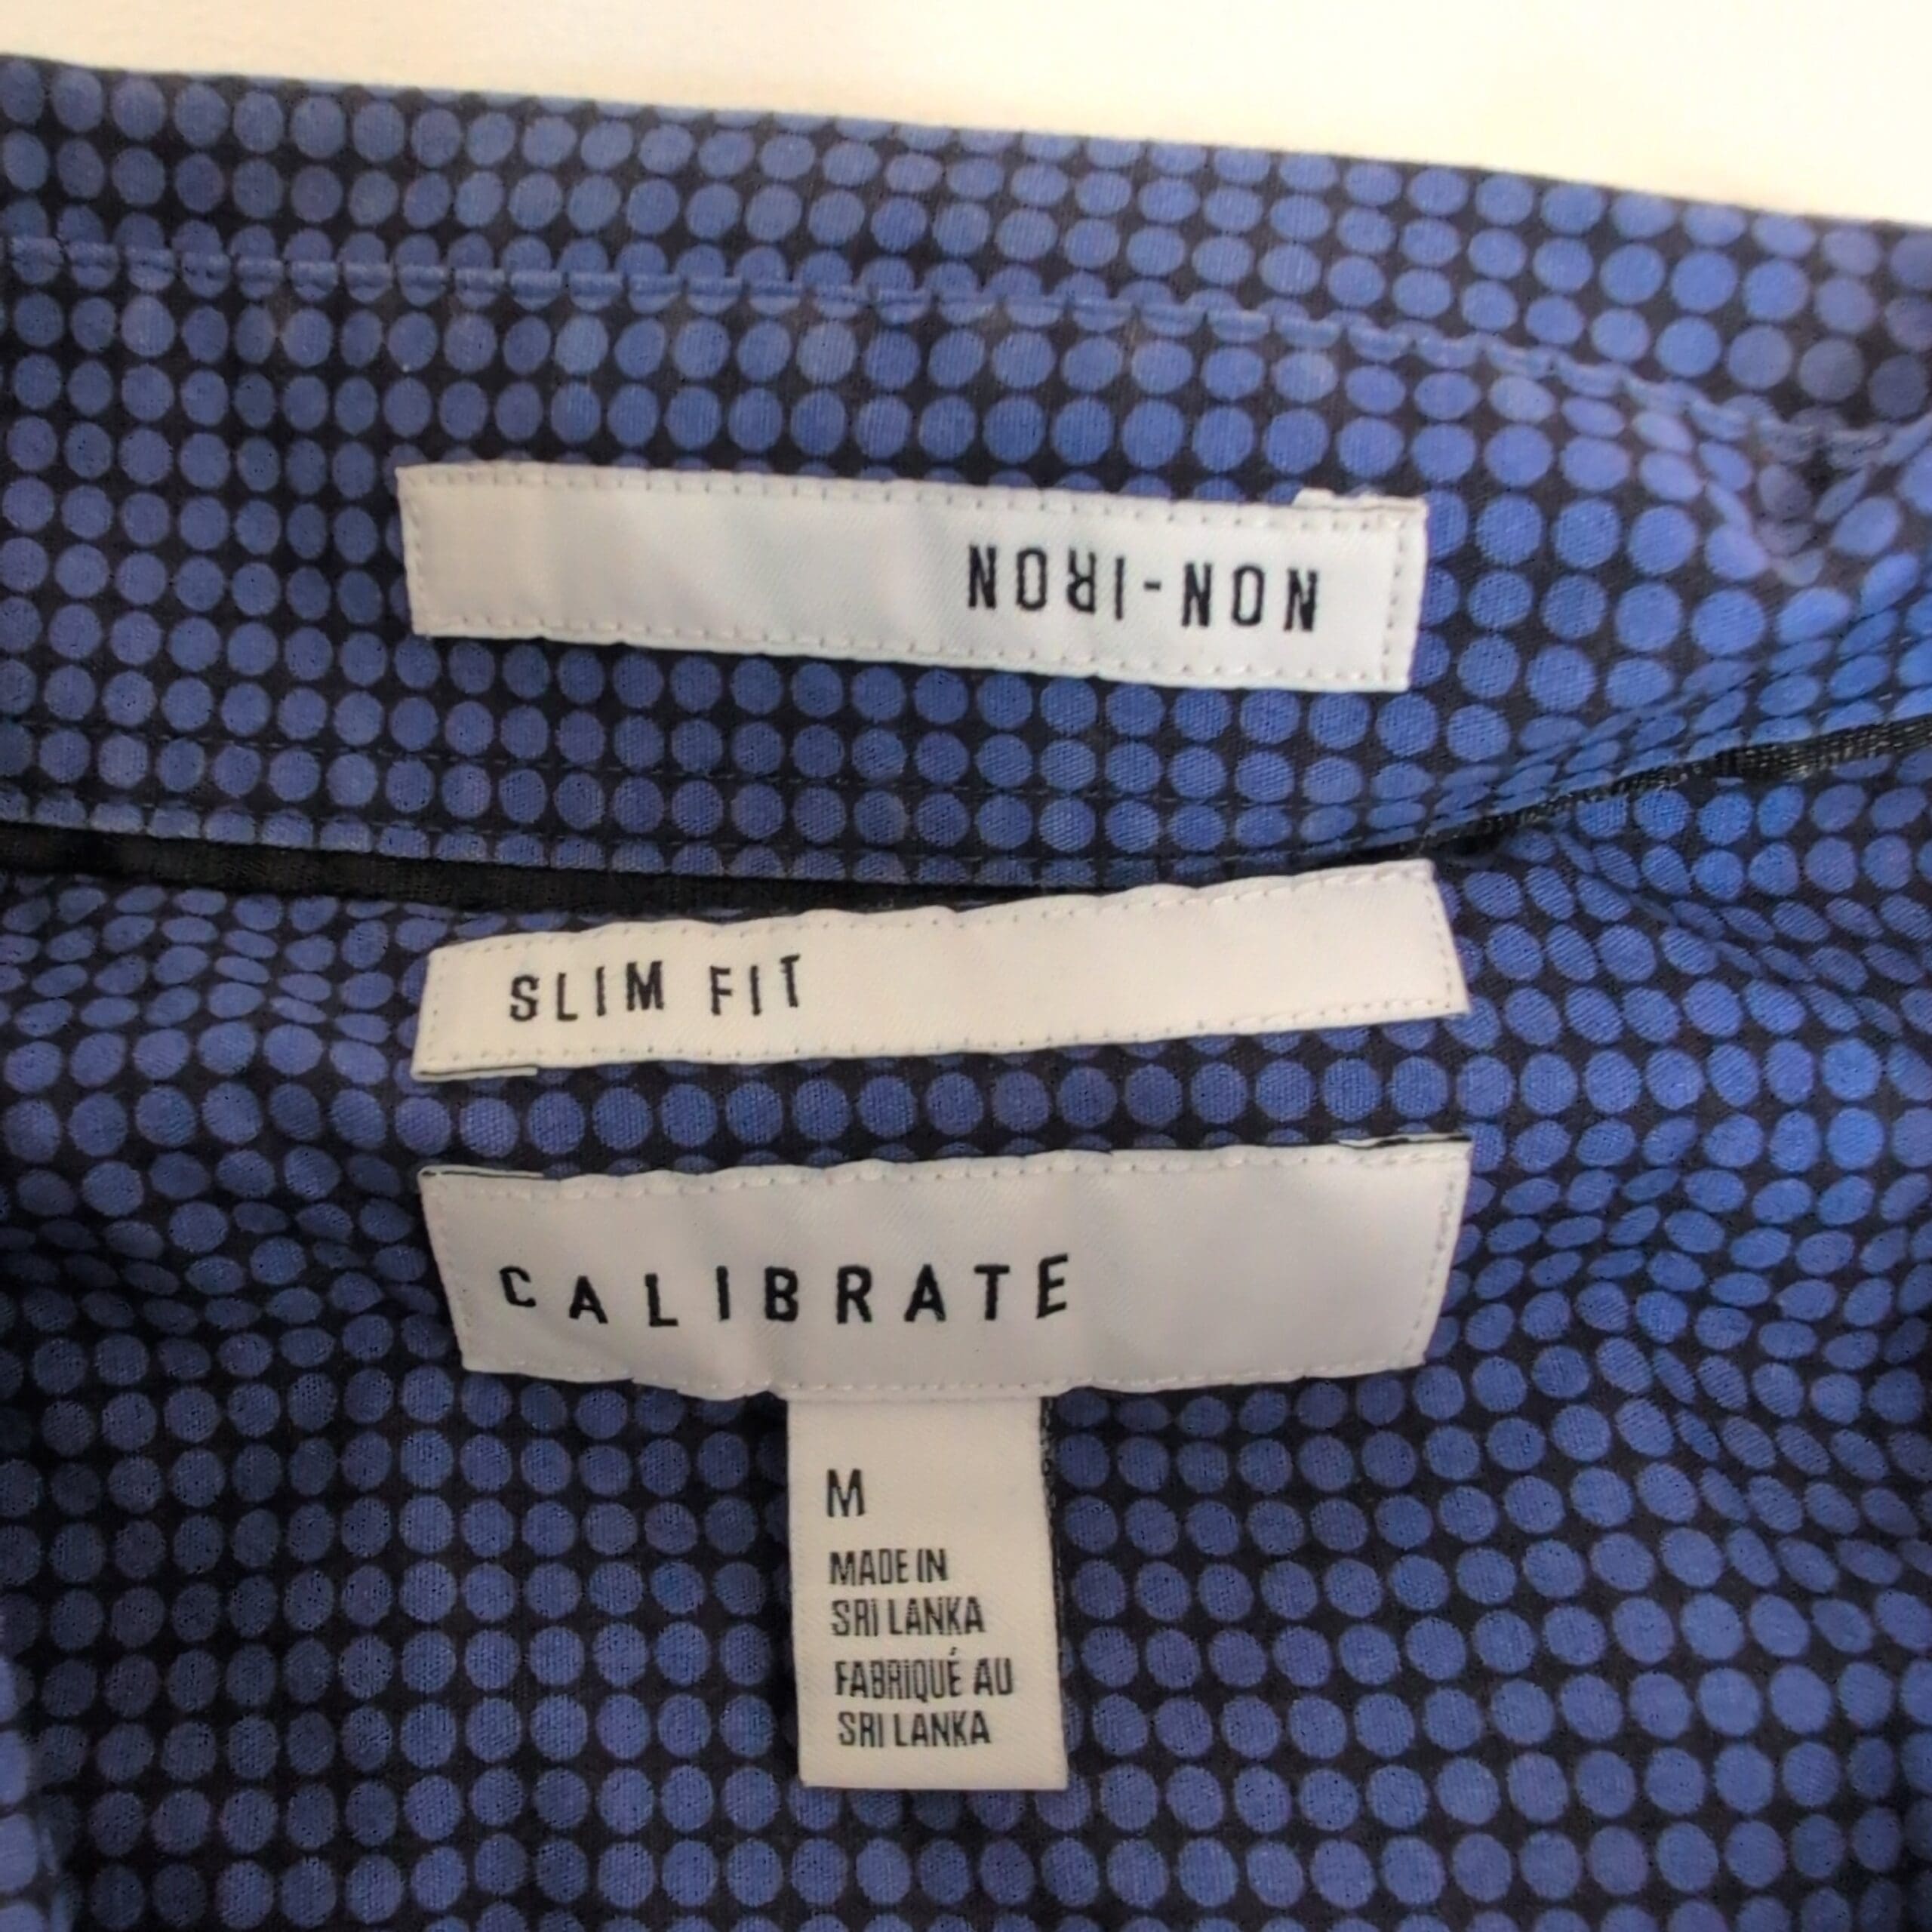 NON-IRON
SLIM FIT
CALIBRATE
M
MADE IN
SRI LANKA
FABRIQUÉ AU
SRI LANKA